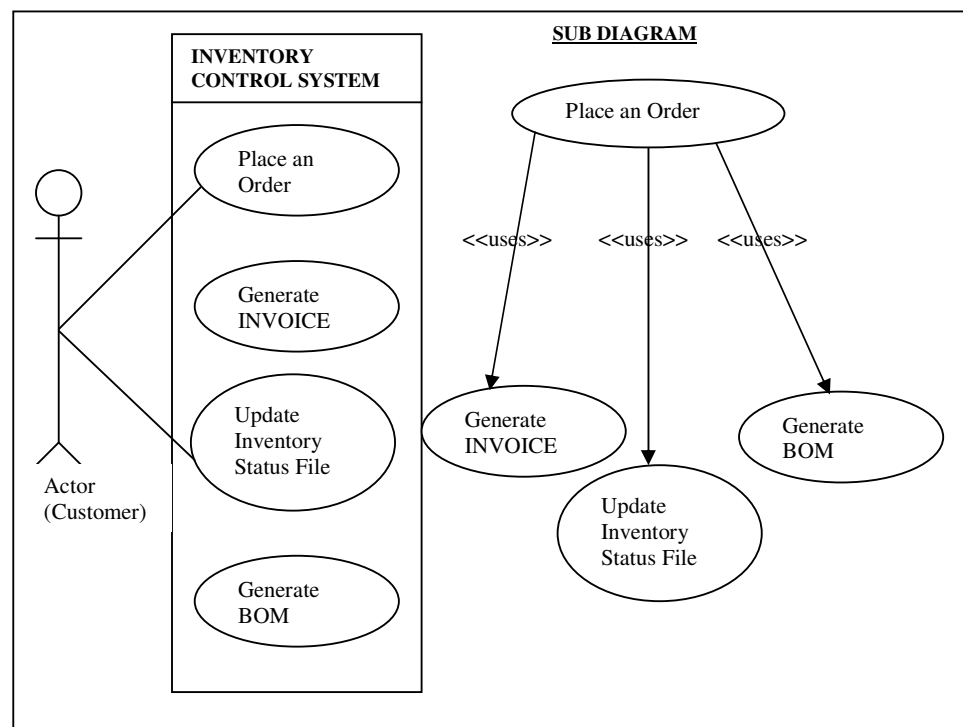 SUB DIAGRAM
INVENTORY
CONTROL SYSTEM
Place an
Order
Generate
INVOICE
Update
Inventory
Status File
Generate
BOM
Actor
(Customer)
Place an Order
<<uses>>
<<uses>>
<<uses>>
Generate
INVOICE
Update
Inventory
Status File
Generate
BOM